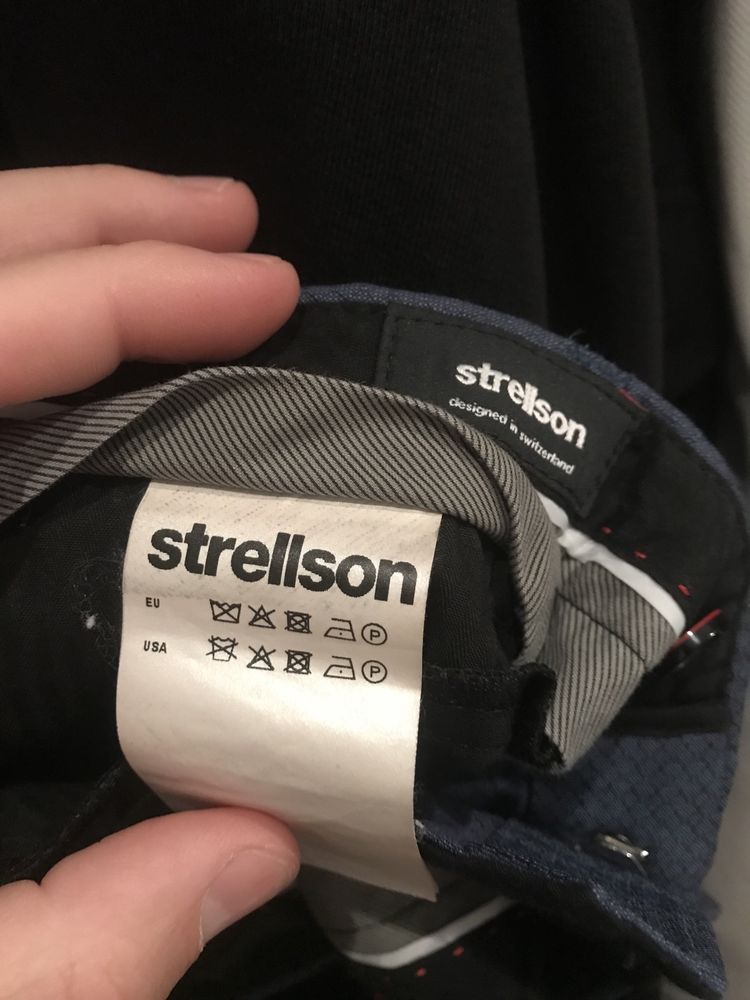 strellson
designed in switzerland
strellson
EU
P
USA
P